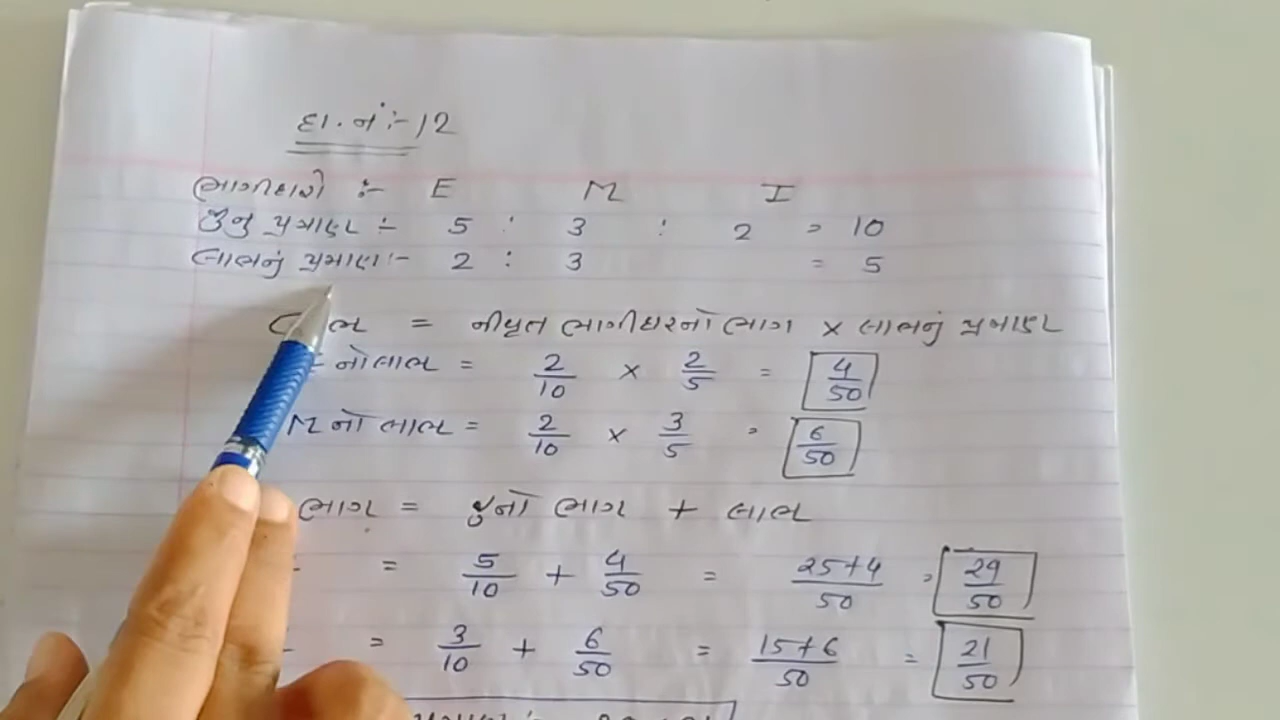 દા.નં:-12
ભાગીદારો :- E M I
જુનુ પ્રમાણ :- 5 : 3 : 2 = 10
લાભનું પ્રમાણ:- 2 : 3 = 5
= નીવૃત ભાગીદારનો ભાગ × લાભનું પ્રમાણ
નો લાભ = 2/10 × 2/5 = 4/50
M નો લાભ = 2/10 × 3/5 = 6/50
ભાગ = જુનો ભાગ + લાભ
= 5/10 + 4/50 = 25+4/50 = 29/50
= 3/10 + 6/50 = 15+6/50 = 21/50